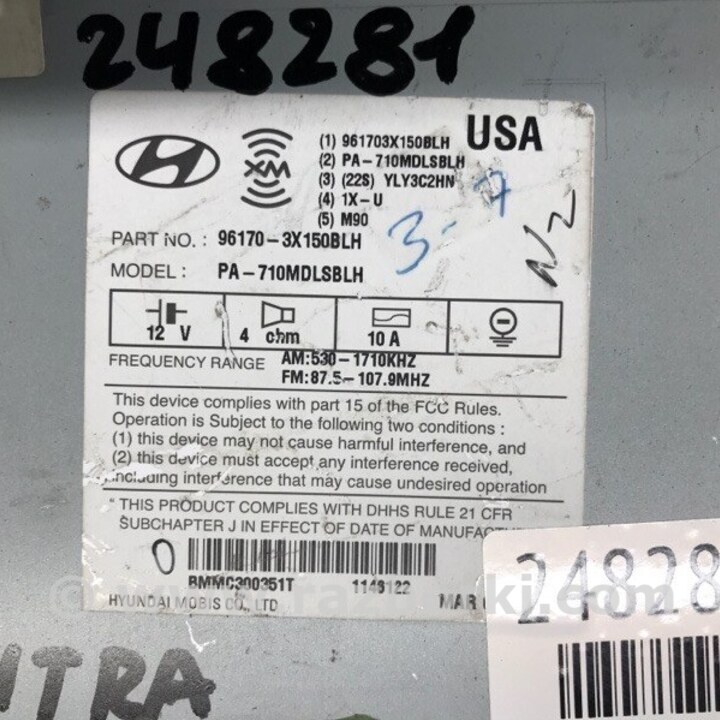 248281
USA
XM
(1) 961703X150BLH
(2) PA-710MDLSBLH
(3) (22S) YLY3C2HN
(4) 1X-U
(5) M90
3-7
N2
PART NO. : 96170-3X150BLH
MODEL : PA-710MDLSBLH
12 V 4 ohm 10 A
FREQUENCY RANGE AM:530-1710KHZ
FM:87.5-107.9MHZ
This device complies with part 15 of the FCC Rules.
Operation is Subject to the following two conditions :
(1) this device may not cause harmful interference, and
(2) this device must accept any interference received,
including interference that may cause undesired operation
" THIS PRODUCT COMPLIES WITH DHHS RULE 21 CFR
SUBCHAPTER J IN EFFECT OF DATE OF MANUFACTU
0
BMMC300351T 1148122
HYUNDAI MOBIS CO., LTD MAR
24828
NTRA